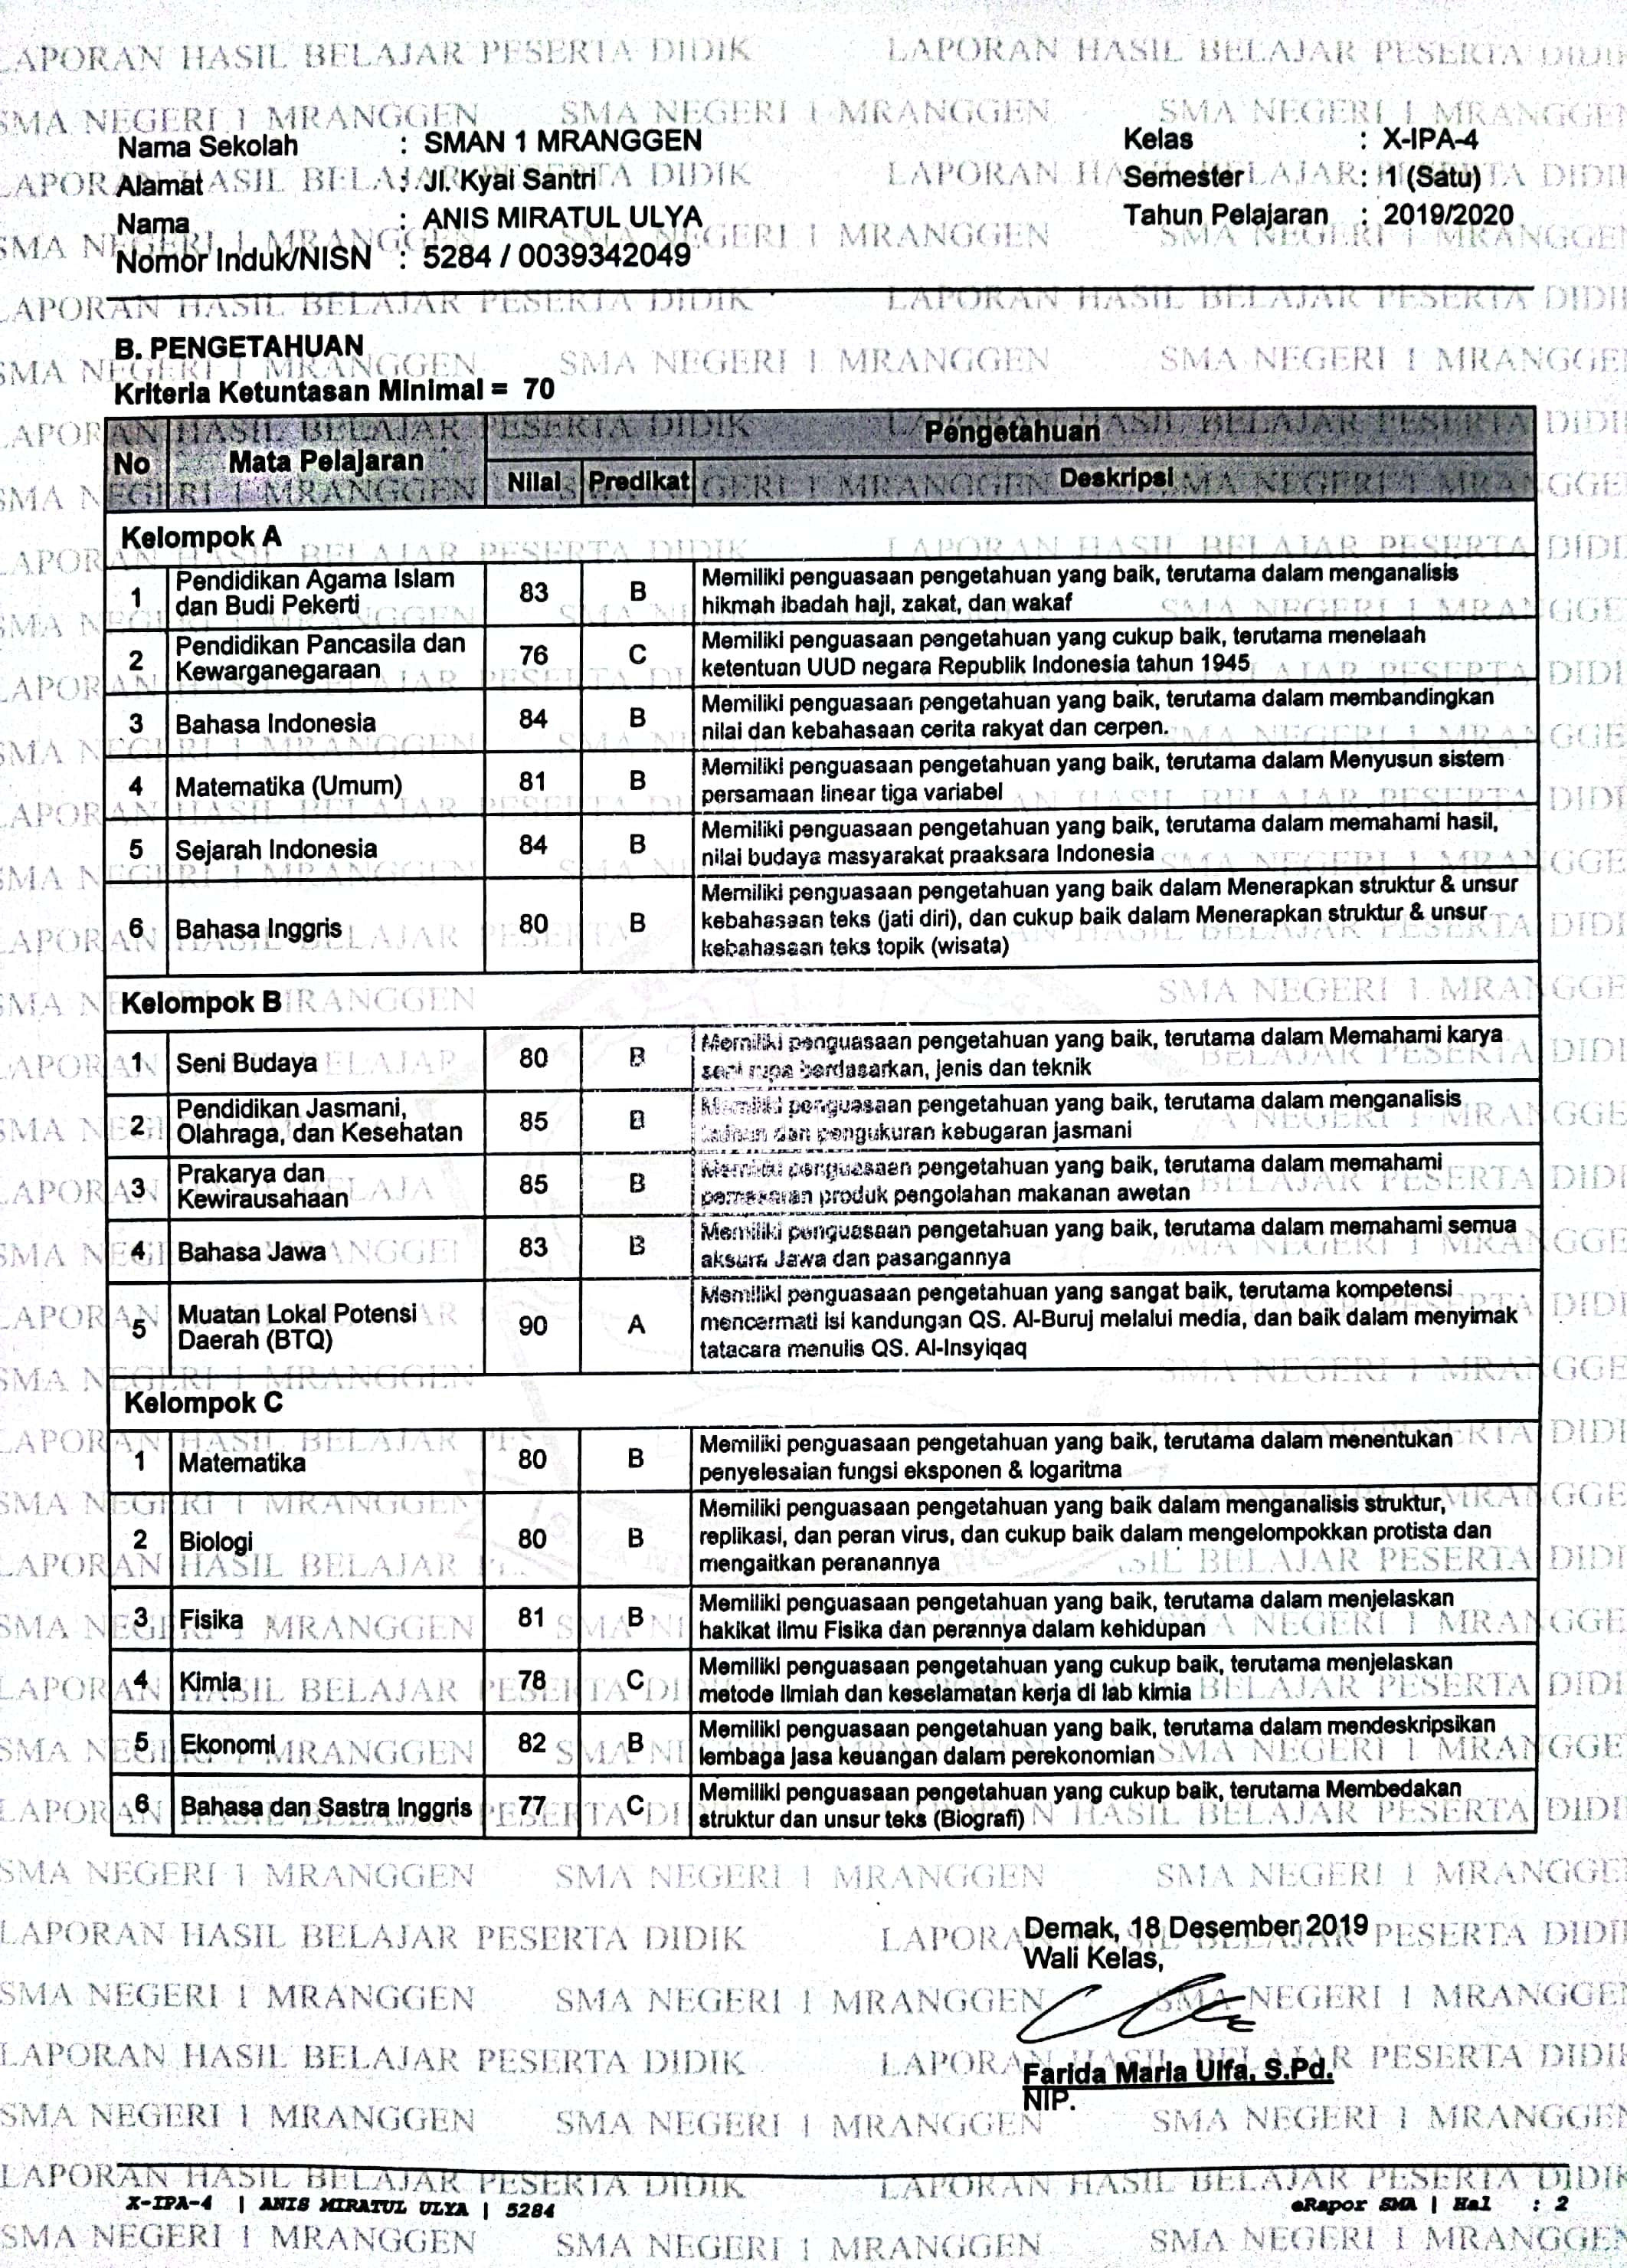 Nama Sekolah : SMAN 1 MRANGGEN
Alamat : Jl. Kyai Santri
Nama : ANIS MIRATUL ULYA
Nomor Induk/NISN : 5284 / 0039342049
Kelas : X-IPA-4
Semester : 1 (Satu)
Tahun Pelajaran : 2019/2020
B. PENGETAHUAN
Kriteria Ketuntasan Minimal = 70
No Mata Pelajaran Pengetahuan
Nilai Predikat Deskripsi
Kelompok A
1 Pendidikan Agama Islam dan Budi Pekerti 83 B Memiliki penguasaan pengetahuan yang baik, terutama dalam menganalisis
hikmah ibadah haji, zakat, dan wakaf
2 Pendidikan Pancasila dan Kewarganegaraan 76 C Memiliki penguasaan pengetahuan yang cukup baik, terutama menelaah
ketentuan UUD negara Republik Indonesia tahun 1945
3 Bahasa Indonesia 84 B Memiliki penguasaan pengetahuan yang baik, terutama dalam membandingkan
nilai dan kebahasaan cerita rakyat dan cerpen.
4 Matematika (Umum) 81 B Memiliki penguasaan pengetahuan yang baik, terutama dalam Menyusun sistem
persamaan linear tiga variabel
5 Sejarah Indonesia 84 B Memiliki penguasaan pengetahuan yang baik, terutama dalam memahami hasil,
nilai budaya masyarakat praaksara Indonesia
6 Bahasa Inggris 80 B Memiliki penguasaan pengetahuan yang baik dalam Menerapkan struktur & unsur
kebahasaan teks (jati diri), dan cukup baik dalam Menerapkan struktur & unsur
kebahasaan teks topik (wisata)
Kelompok B
1 Seni Budaya 80 B Memiliki penguasaan pengetahuan yang baik, terutama dalam Memahami karya
seni rupa berdasarkan, jenis dan teknik
2 Pendidikan Jasmani, Olahraga, dan Kesehatan 85 B Memiliki penguasaan pengetahuan yang baik, terutama dalam menganalisis
dan pengukuran kebugaran jasmani
3 Prakarya dan Kewirausahaan 85 B Memiliki penguasaan pengetahuan yang baik, terutama dalam memahami
pemasaran produk pengolahan makanan awetan
4 Bahasa Jawa 83 B Memiliki penguasaan pengetahuan yang baik, terutama dalam memahami semua
aksara Jawa dan pasangannya
5 Muatan Lokal Potensi Daerah (BTQ) 90 A Memiliki penguasaan pengetahuan yang sangat baik, terutama kompetensi
mencermati isi kandungan QS. Al-Buruj melalui media, dan baik dalam menyimak
tatacara menulis QS. Al-Insyiqaq
Kelompok C
1 Matematika 80 B Memiliki penguasaan pengetahuan yang baik, terutama dalam menentukan
penyelesaian fungsi eksponen & logaritma
2 Biologi 80 B Memiliki penguasaan pengetahuan yang baik dalam menganalisis struktur,
replikasi, dan peran virus, dan cukup baik dalam mengelompokkan protista dan
mengaitkan peranannya
3 Fisika 81 B Memiliki penguasaan pengetahuan yang baik, terutama dalam menjelaskan
hakikat ilmu Fisika dan perannya dalam kehidupan
4 Kimia 78 C Memiliki penguasaan pengetahuan yang cukup baik, terutama menjelaskan
metode ilmiah dan keselamatan kerja di lab kimia
5 Ekonomi 82 B Memiliki penguasaan pengetahuan yang baik, terutama dalam mendeskripsikan
lembaga jasa keuangan dalam perekonomian
6 Bahasa dan Sastra Inggris 77 C Memiliki penguasaan pengetahuan yang cukup baik, terutama Membedakan
struktur dan unsur teks (Biografi)
Demak, 18 Desember 2019
Wali Kelas,
Farida Maria Ulfa, S.Pd.
NIP.
X-IPA-4 | ANIS MIRATUL ULYA | 5284
eRapor SMA | Hal : 2